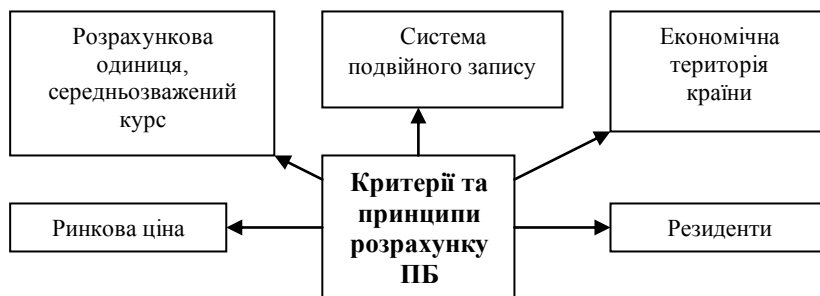 Розрахункова
одиниця,
середньозважений
курс
Система
подвійного запису
Економічна
територія
країни
Ринкова ціна
Критерії та
принципи
розрахунку
ПБ
Резиденти